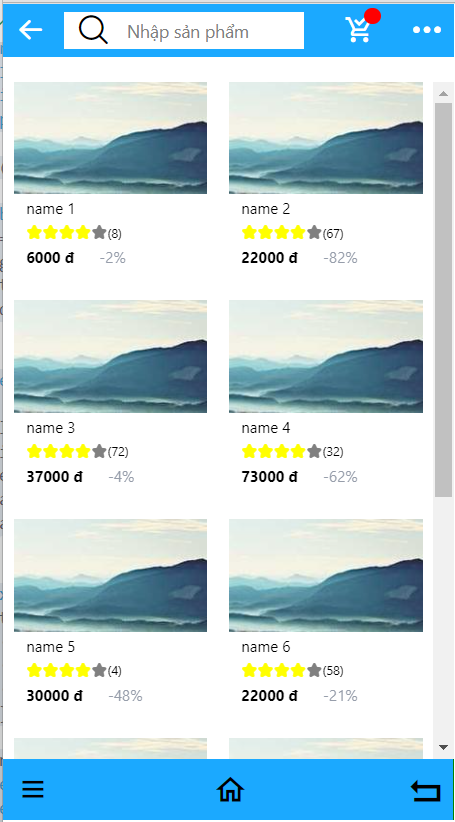 Nhập sản phẩm
name 1
(8)
6000 đ -2%
name 2
(67)
22000 đ -82%
name 3
(72)
37000 đ -4%
name 4
(32)
73000 đ -62%
name 5
(4)
30000 đ -48%
name 6
(58)
22000 đ -21%